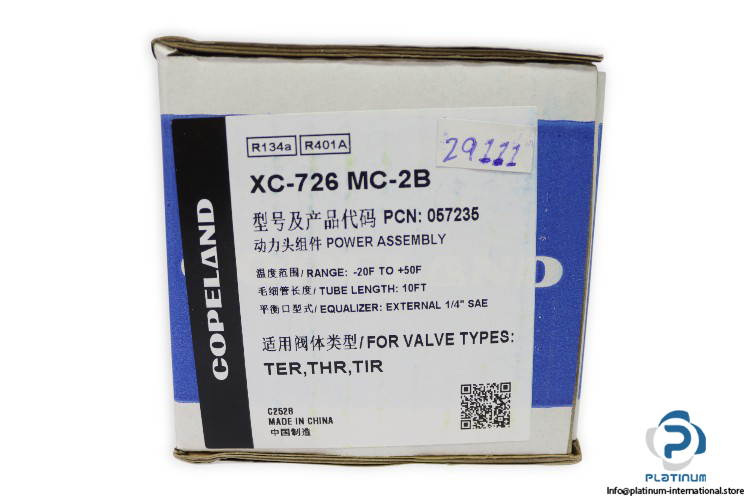 R134a R401A
29111
XC-726 MC-2B
型号及产品代码 PCN: 057235
动力头组件 POWER ASSEMBLY
温度范围/ RANGE: -20F TO +50F
毛细管长度/ TUBE LENGTH: 10FT
平衡口型式/ EQUALIZER: EXTERNAL 1/4" SAE
适用阀体类型/ FOR VALVE TYPES:
TER,THR,TIR
C2528
MADE IN CHINA
中国制造
COPELAND
PLATINUM
Info@platinum-international.store